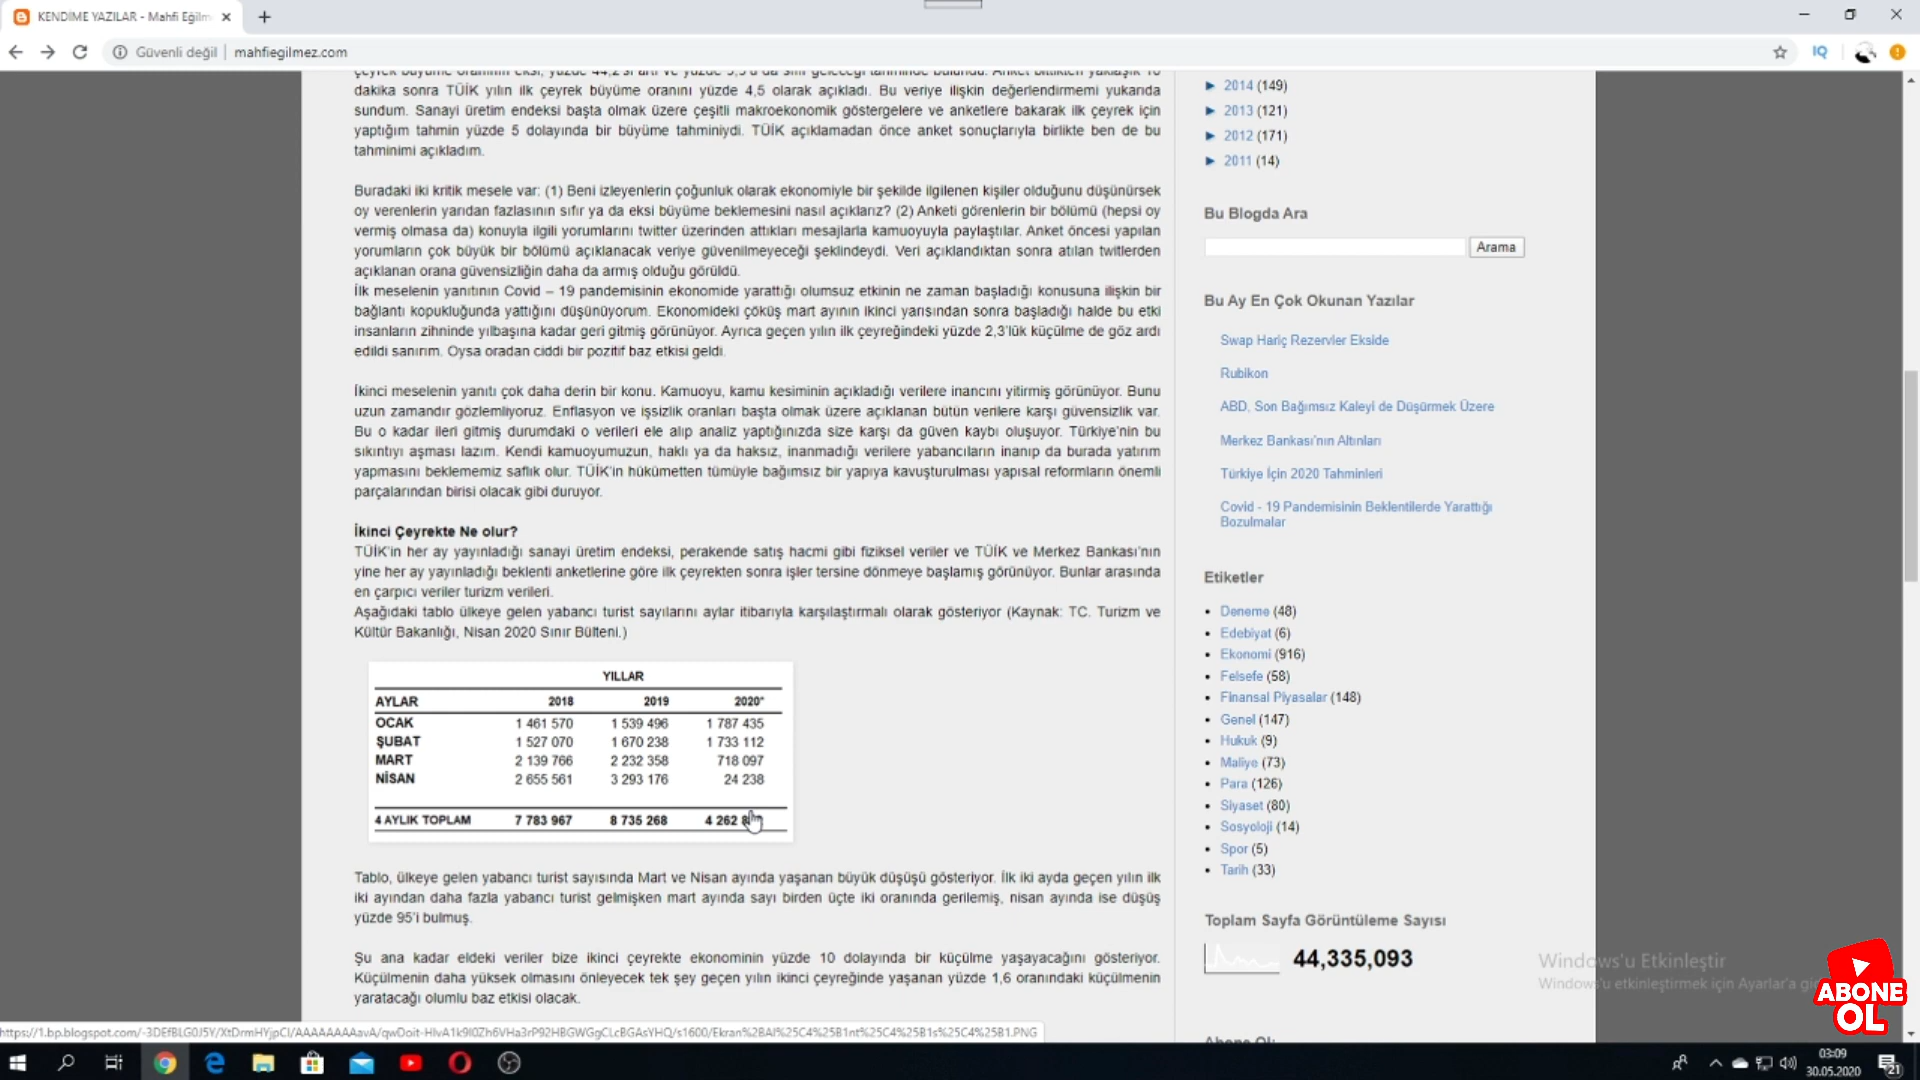 KENDİME YAZILAR - Mahfi Eğilm
Güvenli değil
mahfiegilmez.com
IQ
dakika sonra TÜİK yılın ilk çeyrek büyüme oranını yüzde 4,5 olarak açıkladı. Bu veriye ilişkin değerlendirmemi yukarıda
sundum. Sanayi üretim endeksi başta olmak üzere çeşitli makroekonomik göstergelere ve anketlere bakarak ilk çeyrek için
yaptığım tahmin yüzde 5 dolayında bir büyüme tahminiydi. TÜİK açıklamadan önce anket sonuçlarıyla birlikte ben de bu
tahminimi açıkladım.
Buradaki iki kritik mesele var: (1) Beni izleyenlerin çoğunluk olarak ekonomiyle bir şekilde ilgilenen kişiler olduğunu düşünürsek
oy verenlerin yarıdan fazlasının sıfır ya da eksi büyüme beklemesini nasıl açıklarız? (2) Anketi görenlerin bir bölümü (hepsi oy
vermiş olmasa da) konuyla ilgili yorumlarını twitter üzerinden attıkları mesajlarla kamuoyuyla paylaştılar. Anket öncesi yapılan
yorumların çok büyük bir bölümü açıklanacak veriye güvenilmeyeceği şeklindeydi. Veri açıklandıktan sonra atılan twitlerden
açıklanan orana güvensizliğin daha da armış olduğu görüldü.
İlk meselenin yanıtının Covid – 19 pandemisinin ekonomide yarattığı olumsuz etkinin ne zaman başladığı konusuna ilişkin bir
bağlantı kopukluğunda yattığını düşünüyorum. Ekonomideki çöküş mart ayının ikinci yarısından sonra başladığı halde bu etki
insanların zihninde yılbaşına kadar geri gitmiş görünüyor. Ayrıca geçen yılın ilk çeyreğindeki yüzde 2,3'lük küçülme de göz ardı
edildi sanırım. Oysa oradan ciddi bir pozitif baz etkisi geldi.
İkinci meselenin yanıtı çok daha derin bir konu. Kamuoyu, kamu kesiminin açıkladığı verilere inancını yitirmiş görünüyor. Bunu
uzun zamandır gözlemliyoruz. Enflasyon ve işsizlik oranları başta olmak üzere açıklanan bütün verilere karşı güvensizlik var.
Bu o kadar ileri gitmiş durumdaki o verileri ele alıp analiz yaptığınızda size karşı da güven kaybı oluşuyor. Türkiye'nin bu
sıkıntıyı aşması lazım. Kendi kamuoyumuzun, haklı ya da haksız, inanmadığı verilere yabancıların inanıp da burada yatırım
yapmasını beklememiz saflık olur. TÜİK'in hükümetten tümüyle bağımsız bir yapıya kavuşturulması yapısal reformların önemli
parçalarından birisi olacak gibi duruyor.
İkinci Çeyrekte Ne olur?
TÜİK'in her ay yayınladığı sanayi üretim endeksi, perakende satış hacmi gibi fiziksel veriler ve TÜİK ve Merkez Bankası'nın
yine her ay yayınladığı beklenti anketlerine göre ilk çeyrekten sonra işler tersine dönmeye başlamış görünüyor. Bunlar arasında
en çarpıcı veriler turizm verileri.
Aşağıdaki tablo ülkeye gelen yabancı turist sayılarını aylar itibarıyla karşılaştırmalı olarak gösteriyor (Kaynak: TC. Turizm ve
Kültür Bakanlığı, Nisan 2020 Sınır Bülteni.)
YILLAR
AYLAR 2018 2019 2020*
OCAK 1 461 570 1 539 496 1 787 435
ŞUBAT 1 527 070 1 670 238 1 733 112
MART 2 139 766 2 232 358 718 097
NİSAN 2 655 561 3 293 176 24 238
4 AYLIK TOPLAM 7 783 967 8 735 268 4 262
Tablo, ülkeye gelen yabancı turist sayısında Mart ve Nisan ayında yaşanan büyük düşüşü gösteriyor. İlk iki ayda geçen yılın ilk
iki ayından daha fazla yabancı turist gelmişken mart ayında sayı birden üçte iki oranında gerilemiş, nisan ayında ise düşüş
yüzde 95'i bulmuş.
Şu ana kadar eldeki veriler bize ikinci çeyrekte ekonominin yüzde 10 dolayında bir küçülme yaşayacağını gösteriyor.
Küçülmenin daha yüksek olmasını önleyecek tek şey geçen yılın ikinci çeyreğinde yaşanan yüzde 1,6 oranındaki küçülmenin
yaratacağı olumlu baz etkisi olacak.
► 2014 (149)
► 2013 (121)
► 2012 (171)
► 2011 (14)
Bu Blogda Ara
Arama
Bu Ay En Çok Okunan Yazılar
Swap Hariç Rezervler Ekside
Rubikon
ABD, Son Bağımsız Kaleyi de Düşürmek Üzere
Merkez Bankası'nın Altınları
Türkiye İçin 2020 Tahminleri
Covid - 19 Pandemisinin Beklentilerde Yarattığı
Bozulmalar
Etiketler
Deneme (48)
Edebiyat (6)
Ekonomi (916)
Felsefe (58)
Finansal Piyasalar (148)
Genel (147)
Hukuk (9)
Maliye (73)
Para (126)
Siyaset (80)
Sosyoloji (14)
Spor (5)
Tarih (33)
Toplam Sayfa Görüntüleme Sayısı
44,335,093
Windows'u Etkinleştir
Windows'u etkinleştirmek için Ayarlar'a
ABONE
OL
03:09
30.05.2020
21